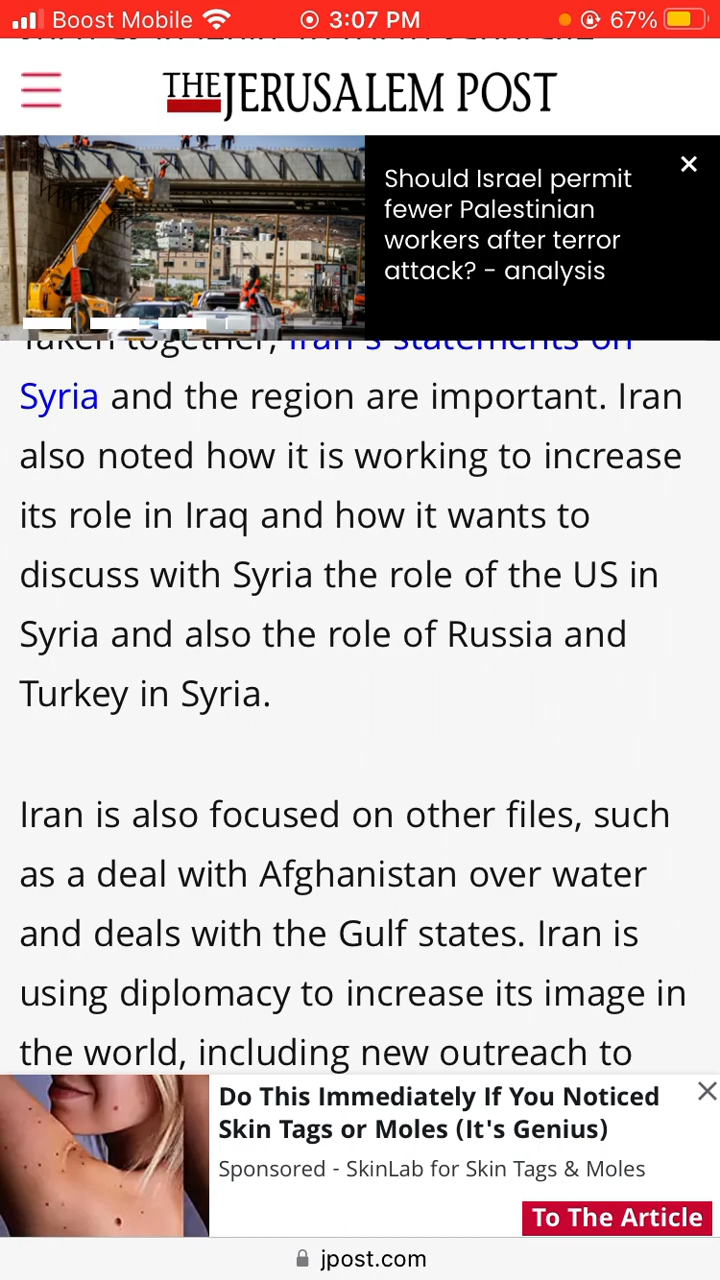 Boost Mobile 3:07 PM 67%
THE JERUSALEM POST
Should Israel permit
fewer Palestinian
workers after terror
attack? - analysis
Taken together, Iran's statements on
Syria and the region are important. Iran
also noted how it is working to increase
its role in Iraq and how it wants to
discuss with Syria the role of the US in
Syria and also the role of Russia and
Turkey in Syria.
Iran is also focused on other files, such
as a deal with Afghanistan over water
and deals with the Gulf states. Iran is
using diplomacy to increase its image in
the world, including new outreach to
Do This Immediately If You Noticed
Skin Tags or Moles (It's Genius)
Sponsored - SkinLab for Skin Tags & Moles
To The Article
jpost.com